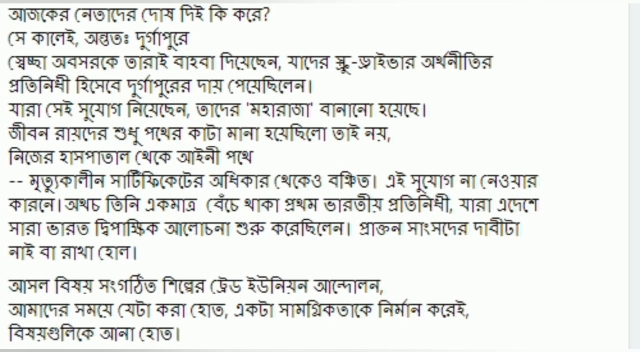 আজকের নেতাদের দোষ দিই কি করে?
সে কালেই, অন্ততঃ দুর্গাপুরে
স্বেচ্ছা অবসরকে তারাই বাহবা দিয়েছেন, যাদের স্ক্রু-ড্রাইভার অর্থনীতির
প্রতিনিধী হিসেবে দুর্গাপুরের দায় পেয়েছিলেন।
যারা সেই সুযোগ নিয়েছেন, তাদের 'মহারাজা' বানানো হয়েছে।
জীবন রায়দের শুধু পথের কাটা মানা হয়েছিলো তাই নয়,
নিজের হাসপাতাল থেকে আইনী পথে
-- মৃত্যুকালীন সার্টিফিকেটের অধিকার থেকেও বঞ্চিত। এই সুযোগ না নেওয়ার
কারনে। অথচ তিনি একমাত্র বেঁচে থাকা প্রথম ভারতীয় প্রতিনিধী, যারা এদেশে
সারা ভারত দ্বিপাক্ষিক আলোচনা শুরু করেছিলেন। প্রাক্তন সাংসদের দাবীটা
নাই বা রাখা হোল।
আসল বিষয় সংগঠিত শিল্পের ট্রেড ইউনিয়ন আন্দোলন,
আমাদের সময়ে যেটা করা হোত, একটা সামগ্রিকতাকে নির্মান করেই,
বিষয়গুলিকে আনা হোত।